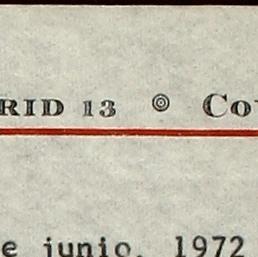 RID 13 ◎ Co
e junio, 1972